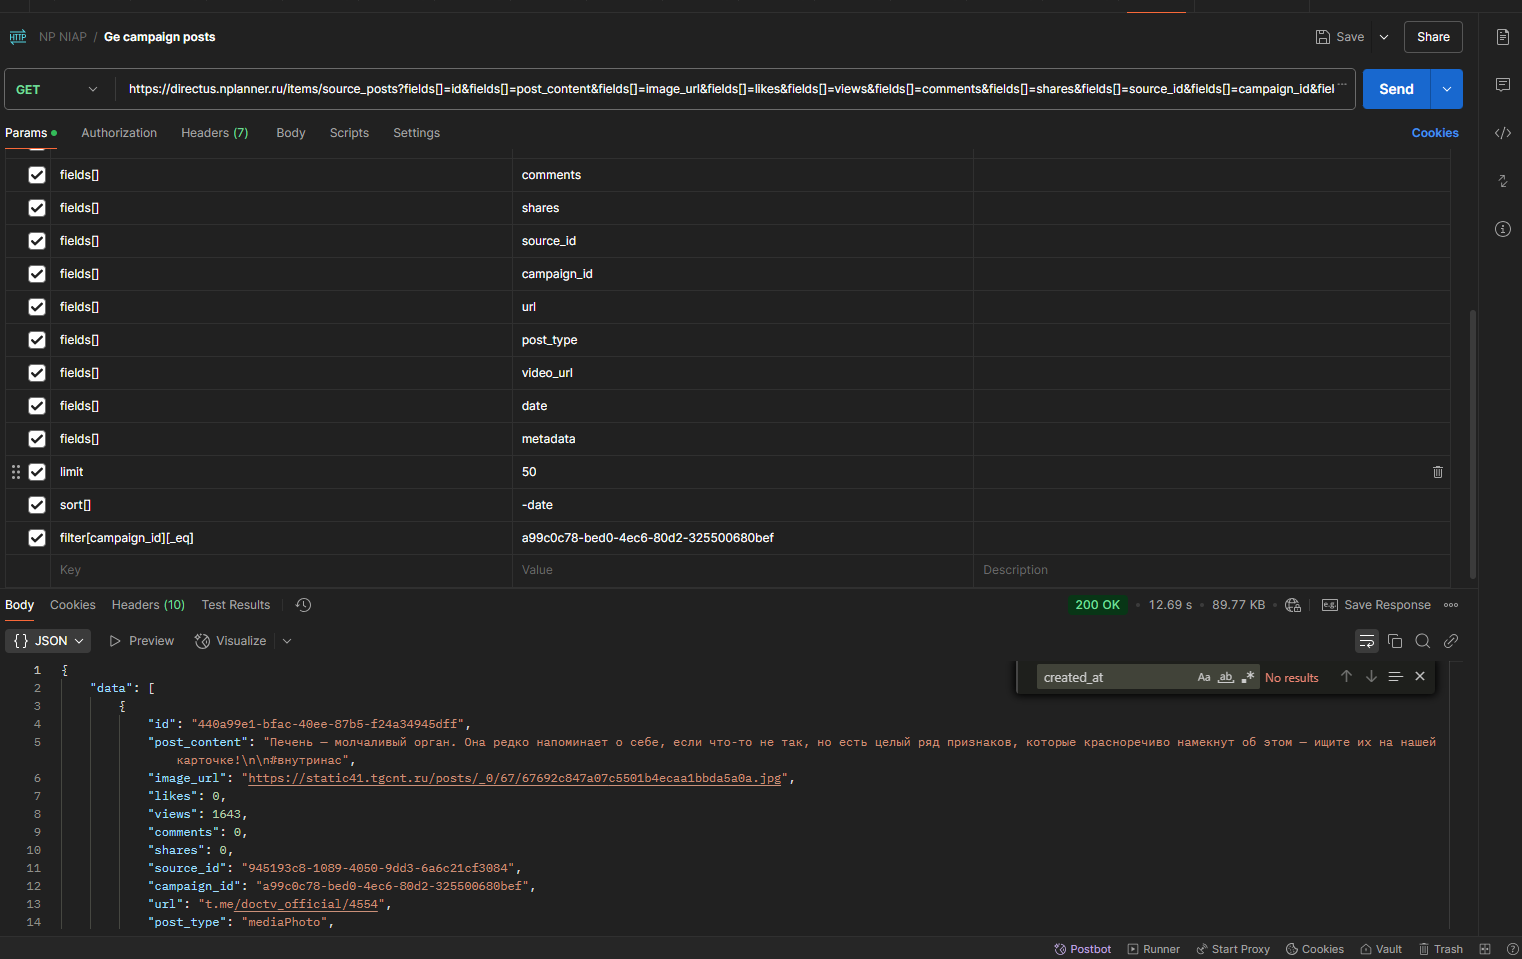 HTTP NP NIAP / Ge campaign posts Save Share
GET https://directus.nplanner.ru/items/source_posts?fields[]=id&fields[]=post_content&fields[]=image_url&fields[]=likes&fields[]=views&fields[]=comments&fields[]=shares&fields[]=source_id&fields[]=campaign_id&fiel ... Send
Params Authorization Headers (7) Body Scripts Settings Cookies
fields[] comments
fields[] shares
fields[] source_id
fields[] campaign_id
fields[] url
fields[] post_type
fields[] video_url
fields[] date
fields[] metadata
limit 50
sort[] -date
filter[campaign_id][_eq] a99c0c78-bed0-4ec6-80d2-325500680bef
Key Value Description
Body Cookies Headers (10) Test Results 200 OK • 12.69 s • 89.77 KB • e.g. Save Response
{} JSON Preview Visualize
created_at Aa ab .* No results
1 {
2 "data": [
3 {
4 "id": "440a99e1-bfac-40ee-87b5-f24a34945dff",
5 "post_content": "Печень — молчаливый орган. Она редко напоминает о себе, если что-то не так, но есть целый ряд признаков, которые красноречиво намекнут об этом — ищите их на нашей
карточке!\n\n#внутринас",
6 "image_url": "https://static41.tgcnt.ru/posts/_0/67/67692c847a07c5501b4ecaa1bbda5a0a.jpg",
7 "likes": 0,
8 "views": 1643,
9 "comments": 0,
10 "shares": 0,
11 "source_id": "945193c8-1089-4050-9dd3-6a6c21cf3084",
12 "campaign_id": "a99c0c78-bed0-4ec6-80d2-325500680bef",
13 "url": "t.me/doctv_official/4554",
14 "post_type": "mediaPhoto",
Postbot Runner Start Proxy Cookies Vault Trash